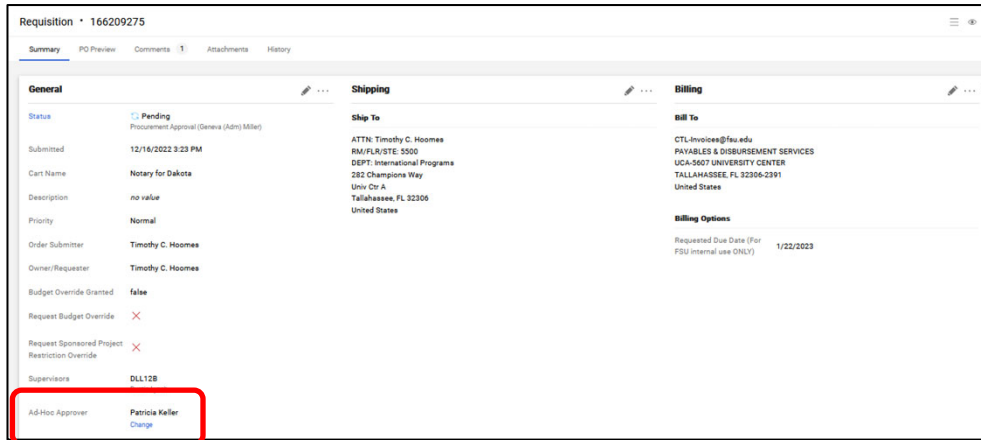 Requisition • 166209275
Summary PO Preview Comments 1 Attachments History
General
Status Pending
Procurement Approval (Geneva (Adm) Miller)
Submitted 12/16/2022 3:23 PM
Cart Name Notary for Dakota
Description no value
Priority Normal
Order Submitter Timothy C. Hoomes
Owner/Requester Timothy C. Hoomes
Budget Override Granted false
Request Budget Override
Request Sponsored Project
Restriction Override
Supervisors DLL12B
Ad-Hoc Approver Patricia Keller
Change
Shipping
Ship To
ATTN: Timothy C. Hoomes
RM/FLR/STE: 5500
DEPT: International Programs
282 Champions Way
Univ Ctr A
Tallahassee, FL 32306
United States
Billing
Bill To
CTL-Invoices@fsu.edu
PAYABLES & DISBURSEMENT SERVICES
UCA-5607 UNIVERSITY CENTER
TALLAHASSEE, FL 32306-2391
United States
Billing Options
Requested Due Date (For
FSU internal use ONLY) 1/22/2023